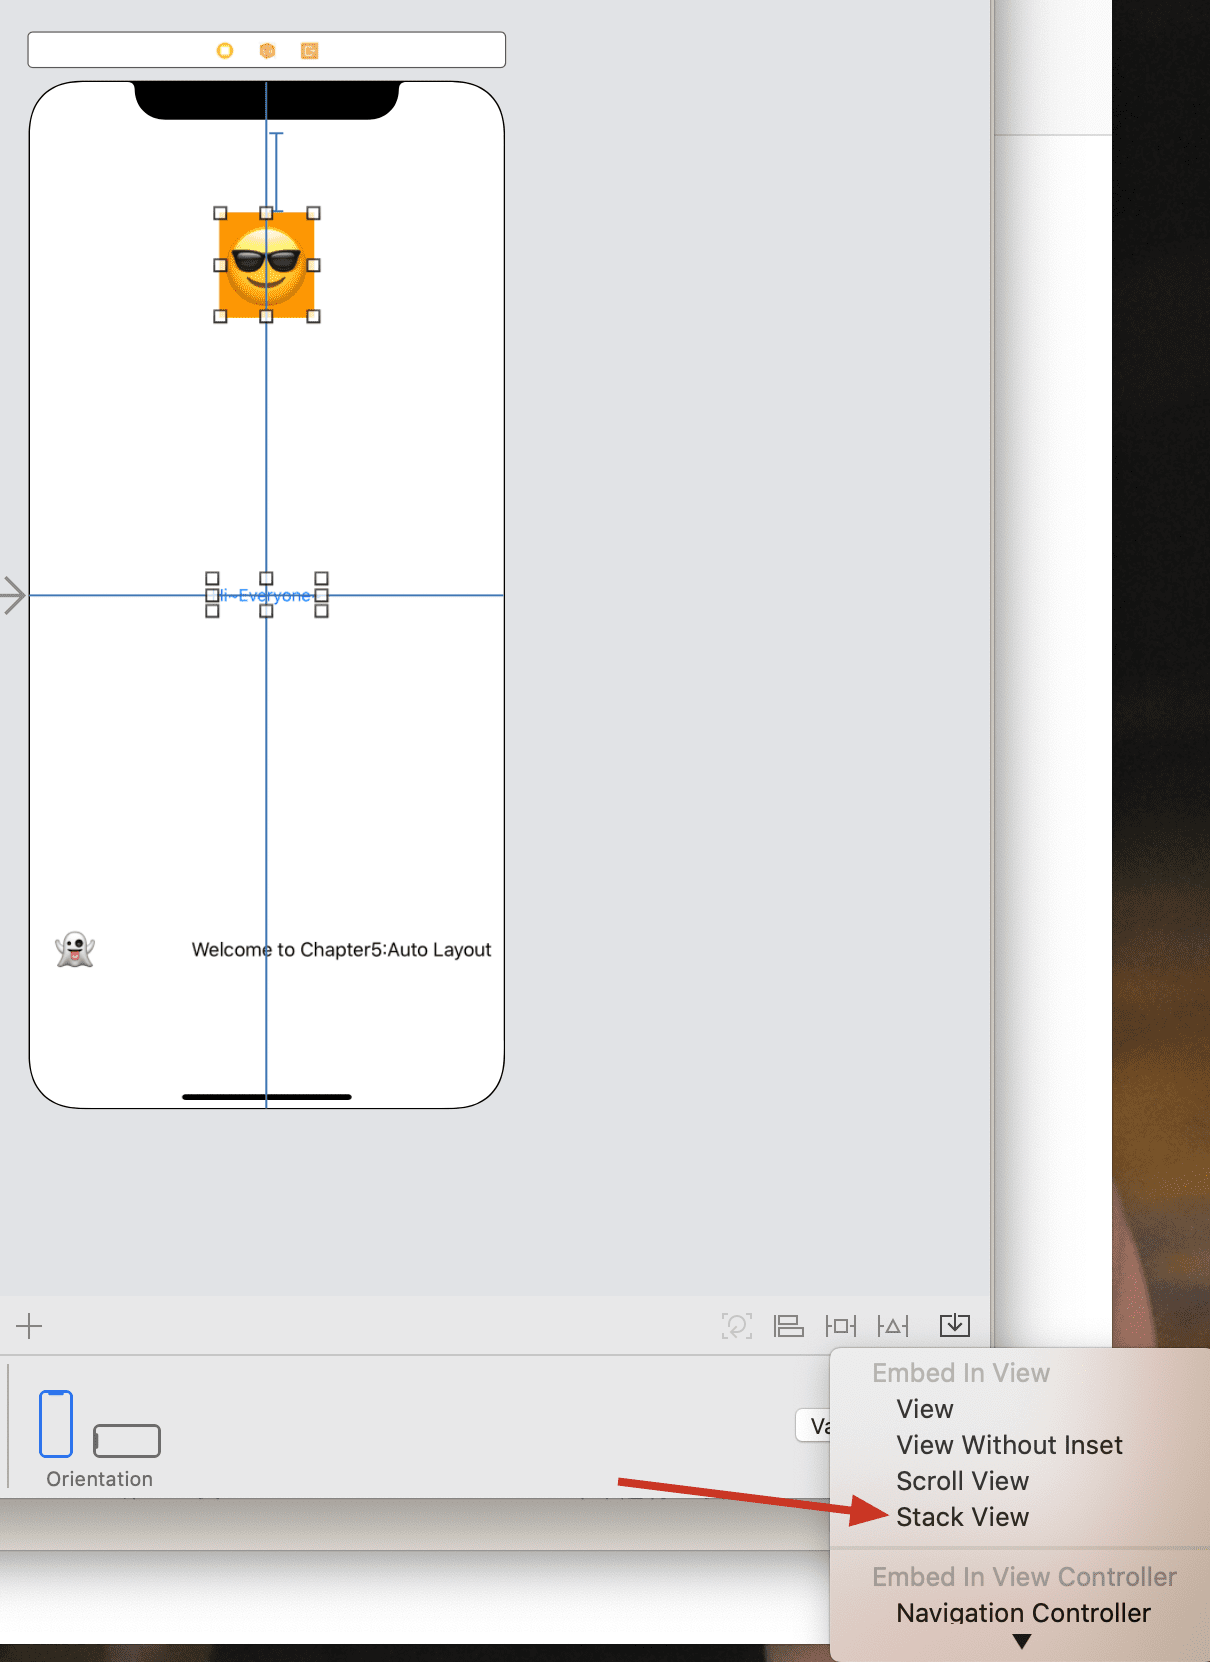 Hi~Everyone
Welcome to Chapter5:Auto Layout
Orientation
Embed In View
View
View Without Inset
Scroll View
Stack View
Embed In View Controller
Navigation Controller